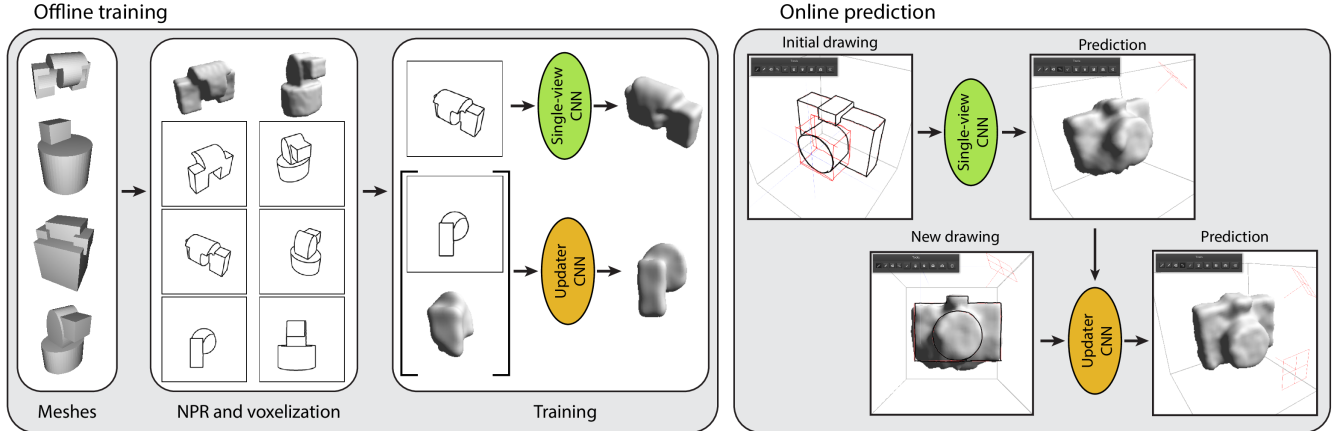 Offline training
Meshes
NPR and voxelization
Single-view
CNN
Updater
CNN
Training
Online prediction
Initial drawing
Single-view
CNN
Prediction
New drawing
Updater
CNN
Prediction